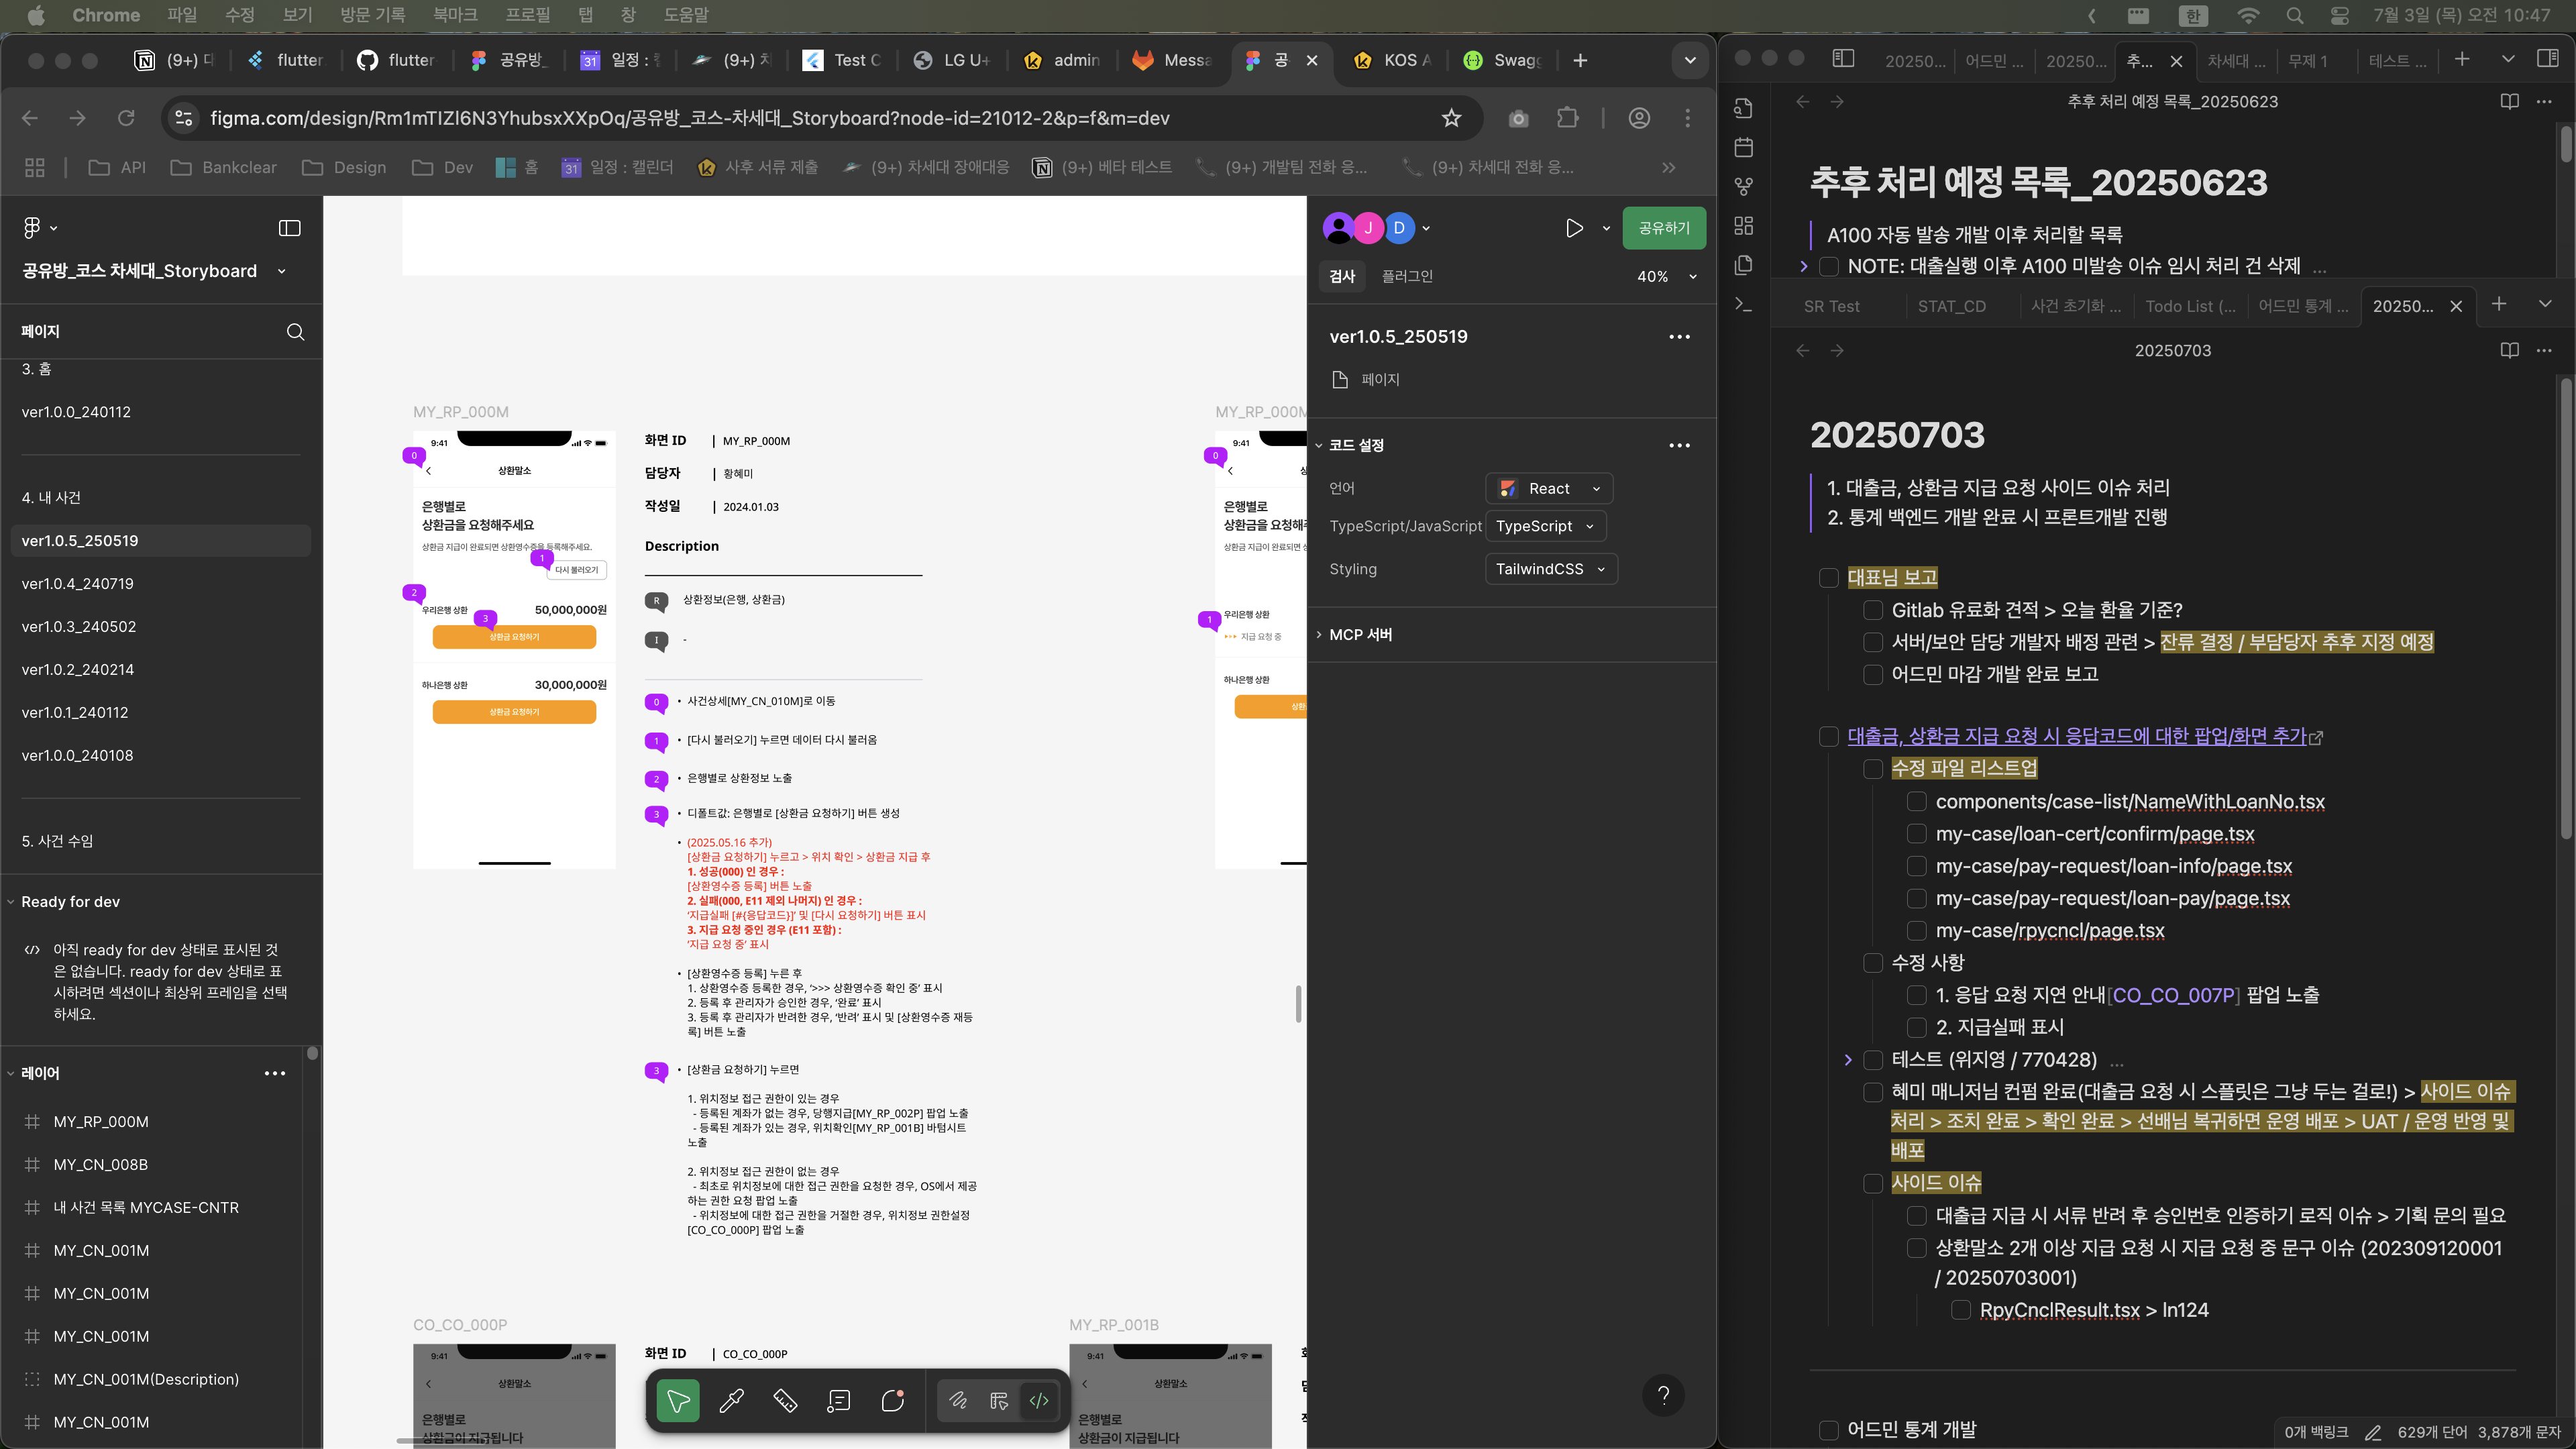 Chrome 파일 수정 보기 방문 기록 북마크 프로필 탭 창 도움말
한 7월 3일 (목) 오전 10:47
(9+) flutter flutter 공유방_ 일정 : (9+) Test C LG U+ admin Messa 공 KOS A Swagg
figma.com/design/Rm1mTIZl6N3YhubsxXXpOq/공유방_코스-차세대_Storyboard?node-id=21012-2&p=f&m=dev
API Bankclear Design Dev 홈 일정 : 캘린더 사후 서류 제출 (9+) 차세대 장애대응 (9+) 베타 테스트 (9+) 개발팀 전화 응... (9+) 차세대 전화 응...
공유방_코스 차세대_Storyboard
페이지
3. 홈
ver1.0.0_240112
4. 내 사건
ver1.0.5_250519
ver1.0.4_240719
ver1.0.3_240502
ver1.0.2_240214
ver1.0.1_240112
ver1.0.0_240108
5. 사건 수임
Ready for dev
아직 ready for dev 상태로 표시된 것
은 없습니다. ready for dev 상태로 표
시하려면 섹션이나 최상위 프레임을 선택
하세요.
레이어
MY_RP_000M
MY_CN_008B
내 사건 목록 MYCASE-CNTR
MY_CN_001M
MY_CN_001M
MY_CN_001M
MY_CN_001M(Description)
MY_CN_001M
MY_RP_000M
9:41
0
상환말소
은행별로
상환금을 요청해주세요
상환금 지급이 완료되면 상환영수증을 등록해주세요.
1
다시 불러오기
2
우리은행 상환 50,000,000원
3
상환금 요청하기
하나은행 상환 30,000,000원
상환금 요청하기
화면 ID | MY_RP_000M
담당자 | 황혜미
작성일 | 2024.01.03
Description
R 상환정보(은행, 상환금)
I -
0 • 사건상세[MY_CN_010M]로 이동
1 • [다시 불러오기] 누르면 데이터 다시 불러옴
2 • 은행별로 상환정보 노출
3 • 디폴트값: 은행별로 [상환금 요청하기] 버튼 생성
• (2025.05.16 추가)
[상환금 요청하기] 누르고 > 위치 확인 > 상환금 지급 후
1. 성공(000) 인 경우 :
[상환영수증 등록] 버튼 노출
2. 실패(000, E11 제외 나머지) 인 경우 :
'지급실패 [#{응답코드}]' 및 [다시 요청하기] 버튼 표시
3. 지급 요청 중인 경우 (E11 포함) :
'지급 요청 중' 표시
• [상환영수증 등록] 누른 후
1. 상환영수증 등록한 경우, '>>> 상환영수증 확인 중' 표시
2. 등록 후 관리자가 승인한 경우, '완료' 표시
3. 등록 후 관리자가 반려한 경우, '반려' 표시 및 [상환영수증 재등
록] 버튼 노출
3 • [상환금 요청하기] 누르면
1. 위치정보 접근 권한이 있는 경우
- 등록된 계좌가 없는 경우, 당행지급[MY_RP_002P] 팝업 노출
- 등록된 계좌가 있는 경우, 위치확인[MY_RP_001B] 바텀시트
노출
2. 위치정보 접근 권한이 없는 경우
- 최초로 위치정보에 대한 접근 권한을 요청한 경우, OS에서 제공
하는 권한 요청 팝업 노출
- 위치정보에 대한 접근 권한을 거절한 경우, 위치정보 권한설정
[CO_CO_000P] 팝업 노출
MY_RP_000M
9:41
0
은행별로
상환금을 요청해
상환금 지급이 완료되면
우리은행 상환
1
지급 요청 중
하나은행 상환
CO_CO_000P
9:41
상환말소
은행별로
상환금이 지급됩니다
화면 ID | CO_CO_000P
MY_RP_001B
9:41
상환말소
은행별로
상환금이 지급됩니다
J D
공유하기
검사 플러그인 40%
ver1.0.5_250519
페이지
코드 설정
언어 React
TypeScript/JavaScript TypeScript
Styling TailwindCSS
MCP 서버
?
20250... 어드민 ... 20250... 추... 차세대 ... 무제 1 테스트 ...
추후 처리 예정 목록_20250623
추후 처리 예정 목록_20250623
A100 자동 발송 개발 이후 처리할 목록
NOTE: 대출실행 이후 A100 미발송 이슈 임시 처리 건 삭제 ...
SR Test STAT_CD 사건 초기화 ... Todo List (... 어드민 통계 ... 20250...
20250703
20250703
1. 대출금, 상환금 지급 요청 사이드 이슈 처리
2. 통계 백엔드 개발 완료 시 프론트개발 진행
대표님 보고
Gitlab 유료화 견적 > 오늘 환율 기준?
서버/보안 담당 개발자 배정 관련 > 잔류 결정 / 부담당자 추후 지정 예정
어드민 마감 개발 완료 보고
대출금, 상환금 지급 요청 시 응답코드에 대한 팝업/화면 추가
수정 파일 리스트업
components/case-list/NameWithLoanNo.tsx
my-case/loan-cert/confirm/page.tsx
my-case/pay-request/loan-info/page.tsx
my-case/pay-request/loan-pay/page.tsx
my-case/rpycncl/page.tsx
수정 사항
1. 응답 요청 지연 안내[CO_CO_007P] 팝업 노출
2. 지급실패 표시
테스트 (위지영 / 770428) ...
혜미 매니저님 컨펌 완료(대출금 요청 시 스플릿은 그냥 두는 걸로!) > 사이드 이슈
처리 > 조치 완료 > 확인 완료 > 선배님 복귀하면 운영 배포 > UAT / 운영 반영 및
배포
사이드 이슈
대출급 지급 시 서류 반려 후 승인번호 인증하기 로직 이슈 > 기획 문의 필요
상환말소 2개 이상 지급 요청 시 지급 요청 중 문구 이슈 (202309120001
/ 20250703001)
RpyCnclResult.tsx > ln124
어드민 통계 개발
0개 백링크 629개 단어 3,878개 문자